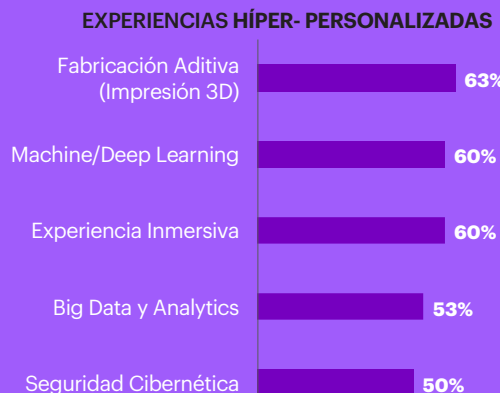 EXPERIENCIAS HÍPER- PERSONALIZADAS
Fabricación Aditiva
(Impresión 3D)
63%
Machine/Deep Learning
60%
Experiencia Inmersiva
60%
Big Data y Analytics
53%
Seguridad Cibernética
50%